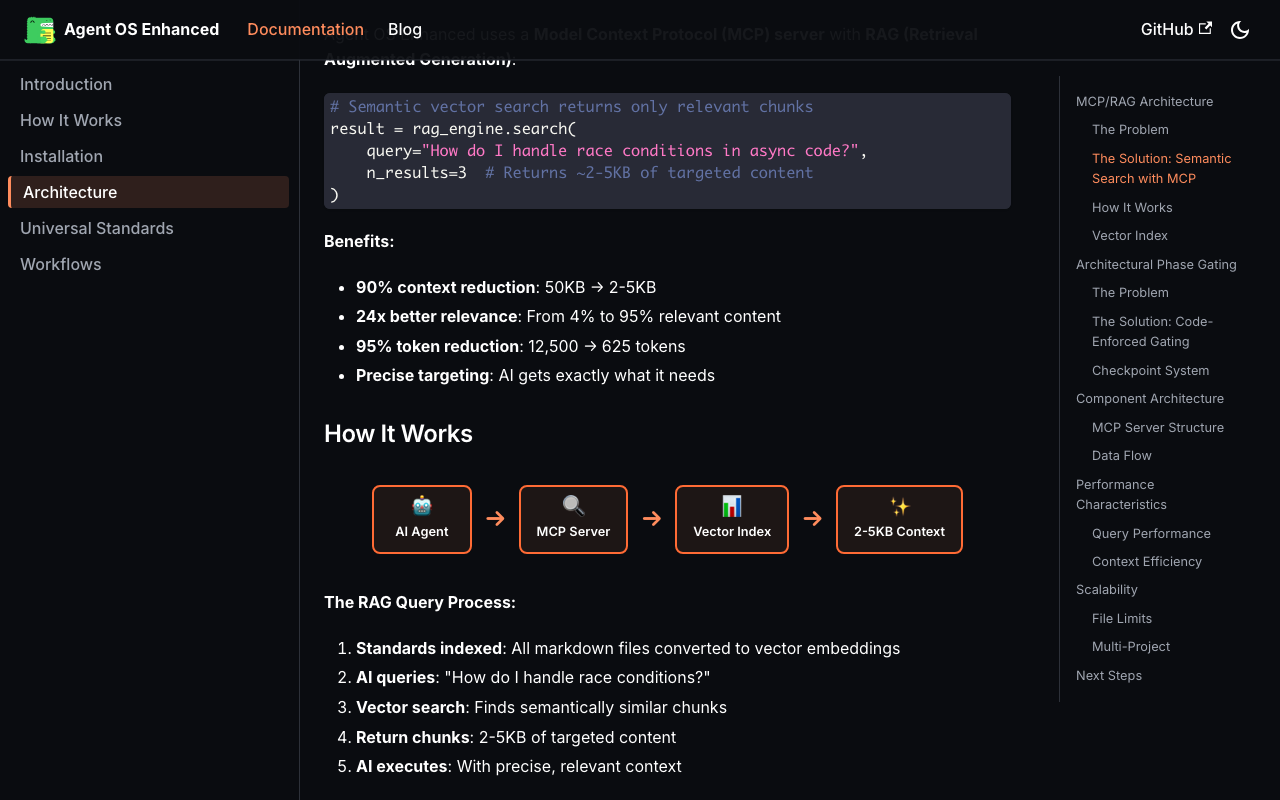 Agent OS Enhanced
Documentation
Blog
GitHub
Introduction
How It Works
Installation
Architecture
Universal Standards
Workflows
Agent OS Enhanced uses a Model Context Protocol (MCP) server with RAG (Retrieval
Augmented Generation):
# Semantic vector search returns only relevant chunks
result = rag_engine.search(
    query="How do I handle race conditions in async code?",
    n_results=3  # Returns ~2-5KB of targeted content
)
Benefits:
• 90% context reduction: 50KB → 2-5KB
• 24x better relevance: From 4% to 95% relevant content
• 95% token reduction: 12,500 → 625 tokens
• Precise targeting: AI gets exactly what it needs
How It Works
AI Agent
→
MCP Server
→
Vector Index
→
2-5KB Context
The RAG Query Process:
1. Standards indexed: All markdown files converted to vector embeddings
2. AI queries: "How do I handle race conditions?"
3. Vector search: Finds semantically similar chunks
4. Return chunks: 2-5KB of targeted content
5. AI executes: With precise, relevant context
MCP/RAG Architecture
The Problem
The Solution: Semantic
Search with MCP
How It Works
Vector Index
Architectural Phase Gating
The Problem
The Solution: Code-
Enforced Gating
Checkpoint System
Component Architecture
MCP Server Structure
Data Flow
Performance
Characteristics
Query Performance
Context Efficiency
Scalability
File Limits
Multi-Project
Next Steps